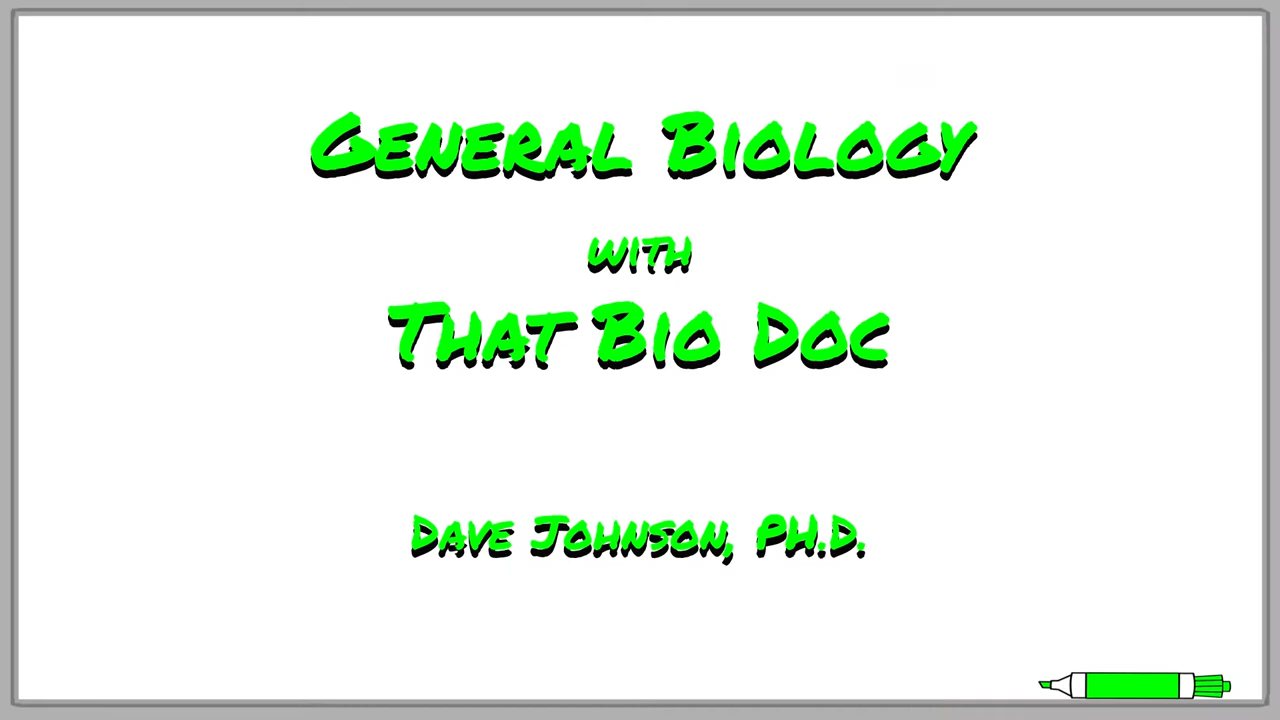 General Biology
with
That Bio Doc
Dave Johnson, PH.D.